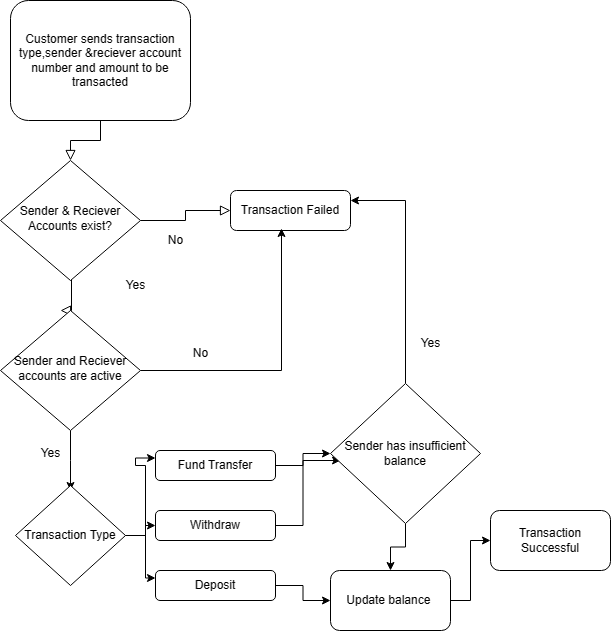 Customer sends transaction
type,sender &reciever account
number and amount to be
transacted
Sender & Reciever
Accounts exist?
Transaction Failed
No
Yes
Sender and Reciever
accounts are active
No
Yes
Yes
Sender has insufficient
balance
Fund Transfer
Transaction Type
Withdraw
Transaction
Successful
Deposit
Update balance